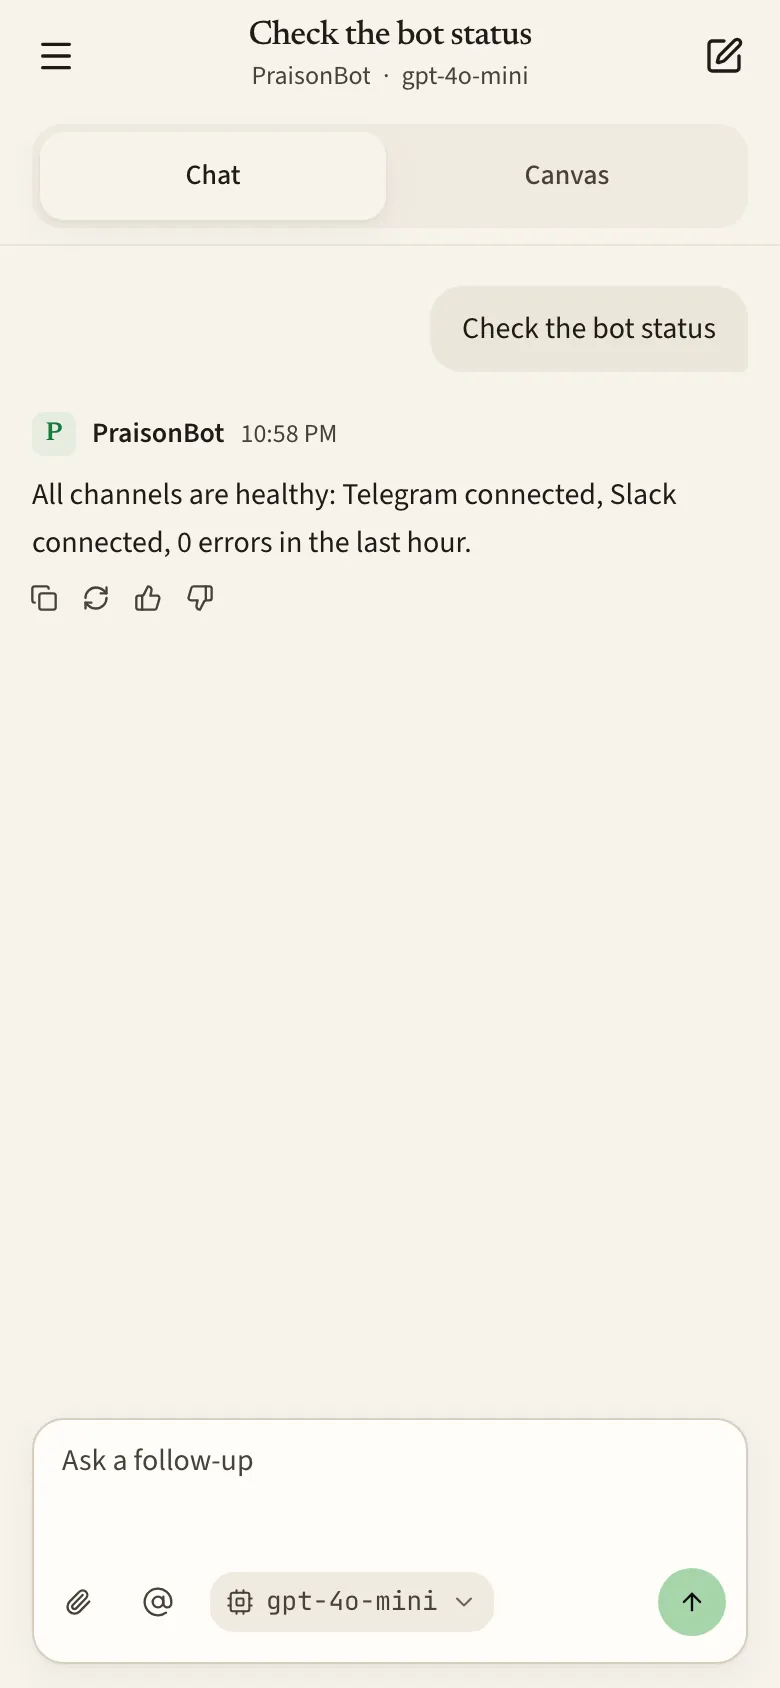 Check the bot status
PraisonBot · gpt-4o-mini
Chat
Canvas
Check the bot status
P
PraisonBot 10:58 PM
All channels are healthy: Telegram connected, Slack
connected, 0 errors in the last hour.
Ask a follow-up
gpt-4o-mini